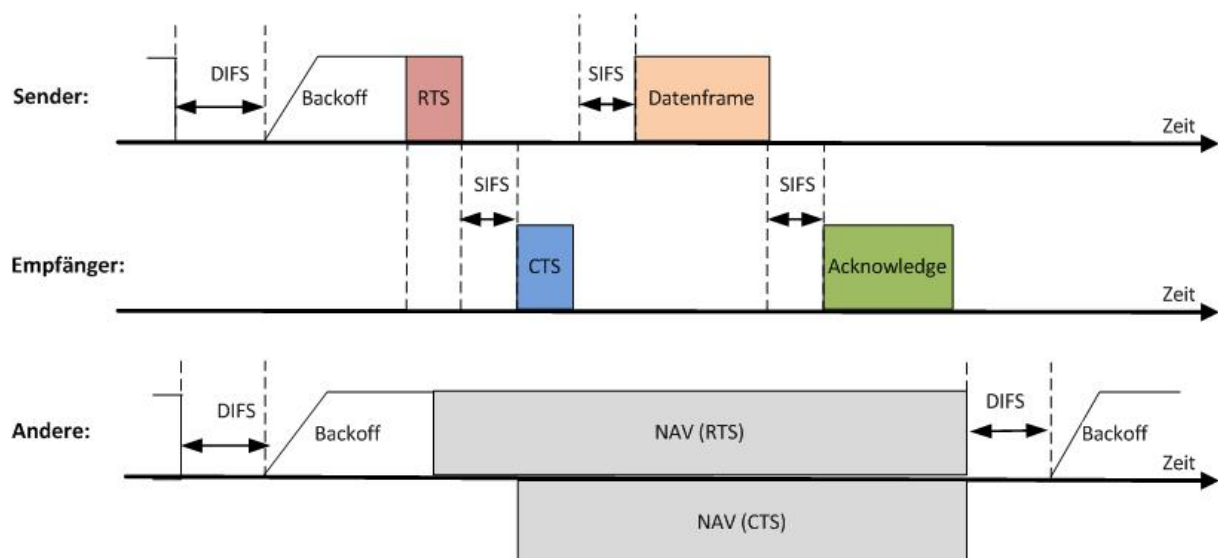 DIFS
SIFS
Sender:
Backoff
RTS
Datenframe
Zeit
SIFS
SIFS
Empfänger:
CTS
Acknowledge
Zeit
DIFS
DIFS
Andere:
Backoff
NAV (RTS)
Backoff
Zeit
NAV (CTS)